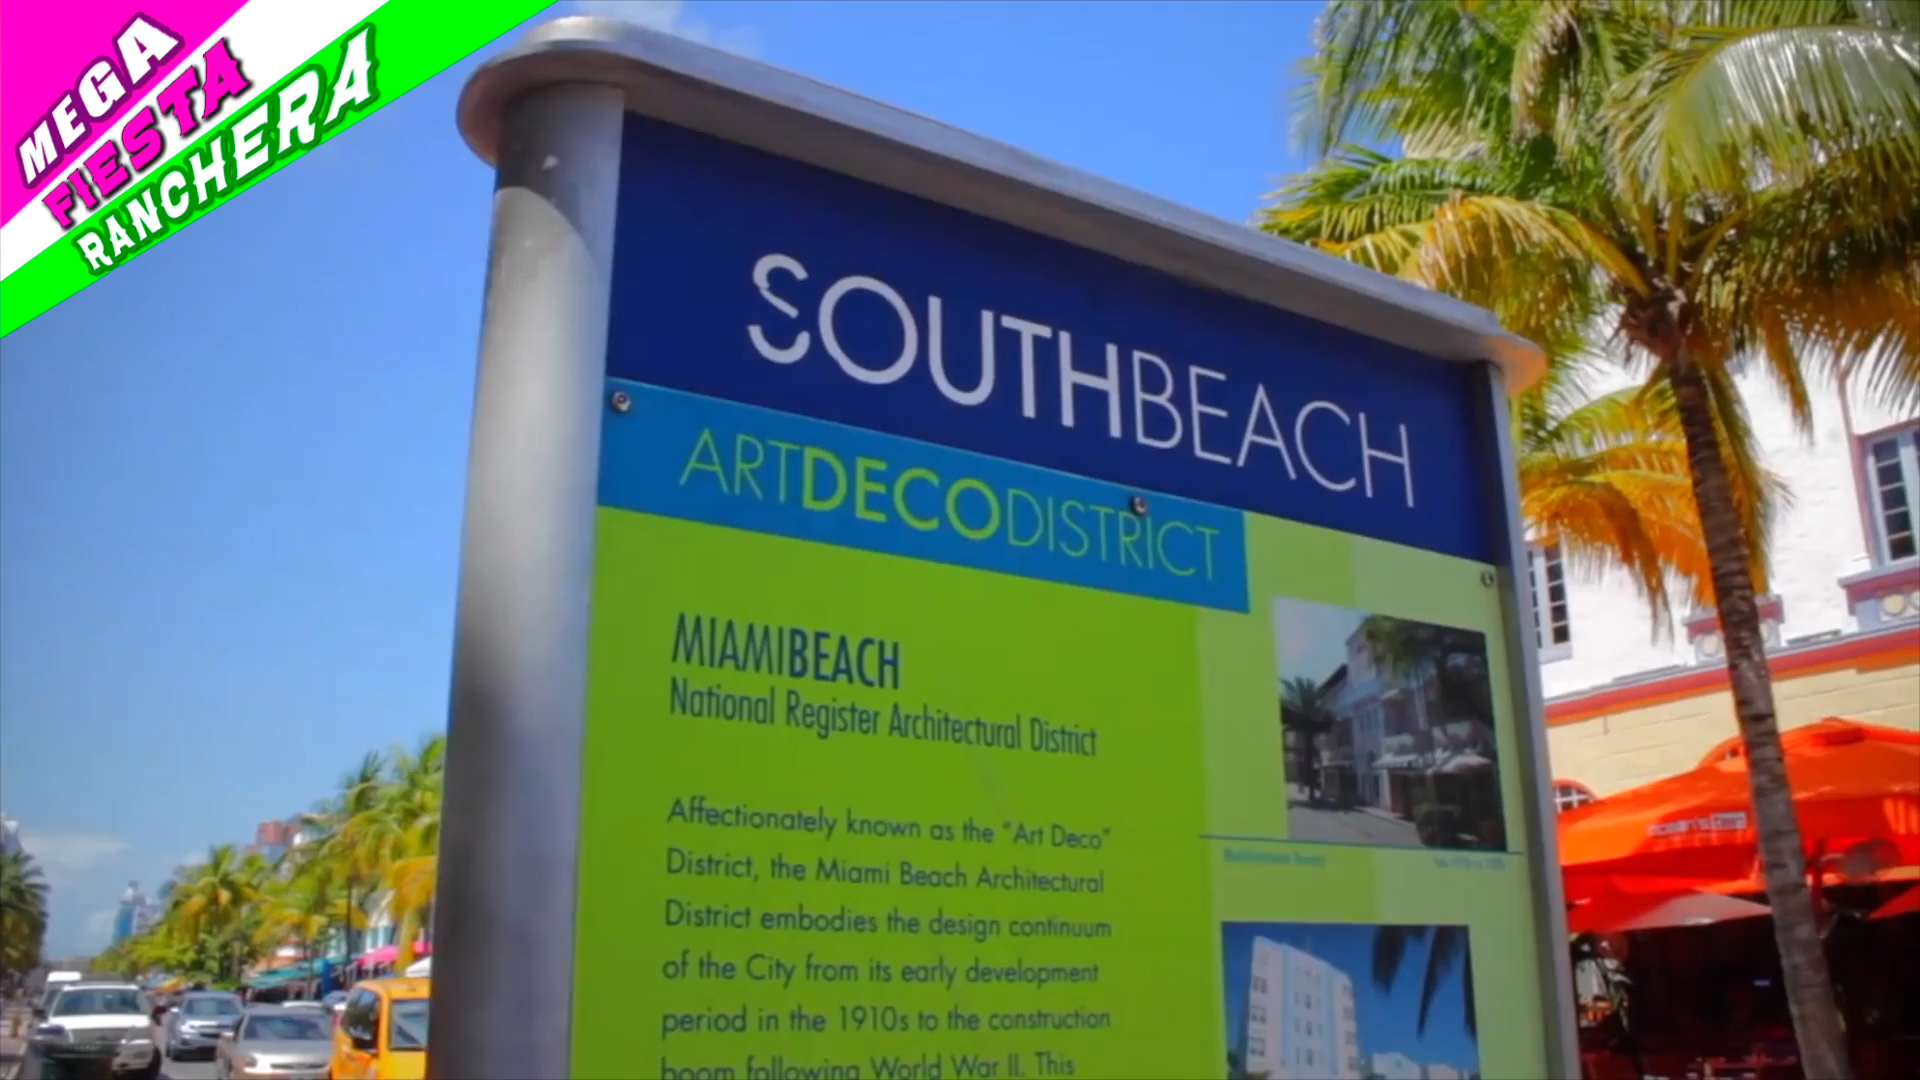 MEGA
FIESTA
RANCHERA
SOUTHBEACH
ARTDECODISTRICT
MIAMIBEACH
National Register Architectural District
Affectionately known as the "Art Deco"
District, the Miami Beach Architectural
District embodies the design continuum
of the City from its early development
period in the 1910s to the construction
boom following World War II. This